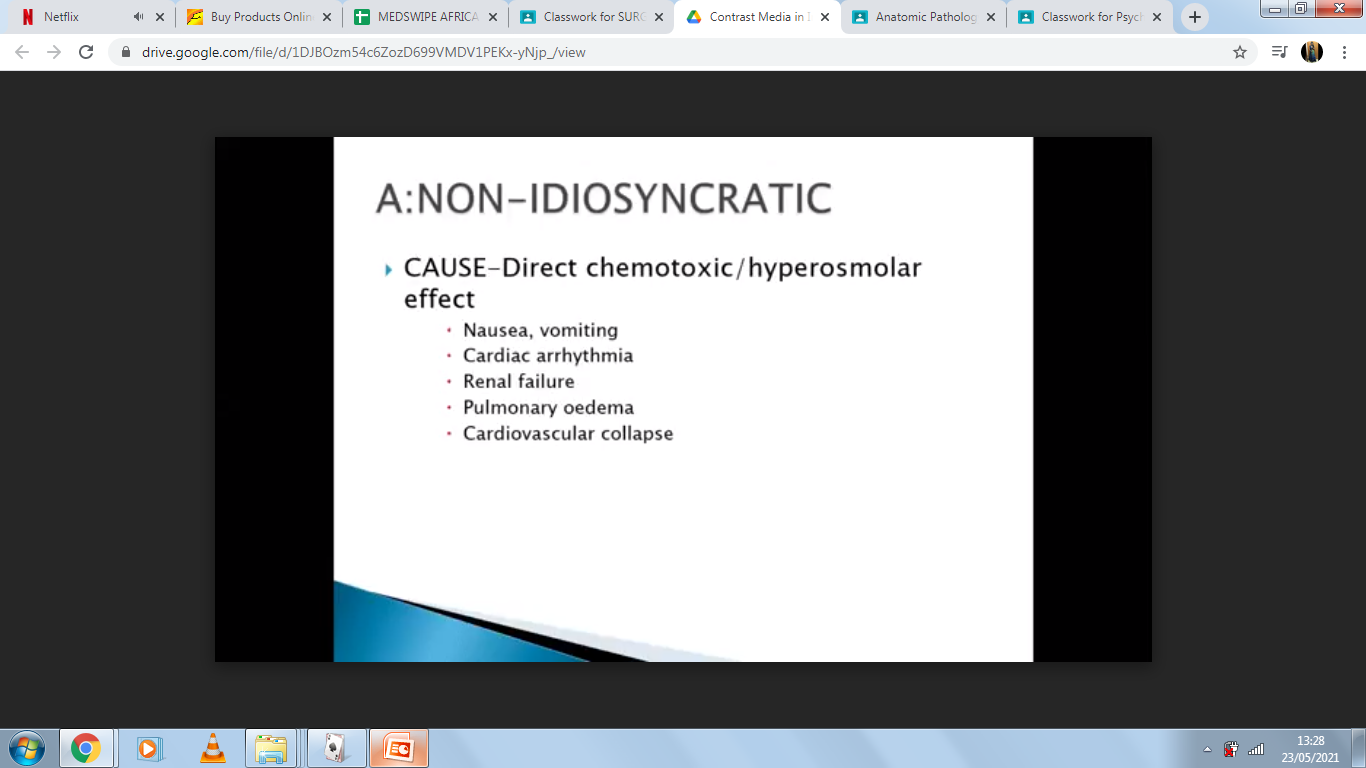 Netflix
Buy Products Onlin
MEDSWIPE AFRICA
Classwork for SURG
Contrast Media in I
Anatomic Patholog
Classwork for Psych
drive.google.com/file/d/1DJBOzm54c6ZozD699VMDV1PEKx-yNjp_/view
A:NON-IDIOSYNCRATIC
CAUSE-Direct chemotoxic/hyperosmolar
effect
• Nausea, vomiting
• Cardiac arrhythmia
• Renal failure
• Pulmonary oedema
• Cardiovascular collapse
13:28
23/05/2021